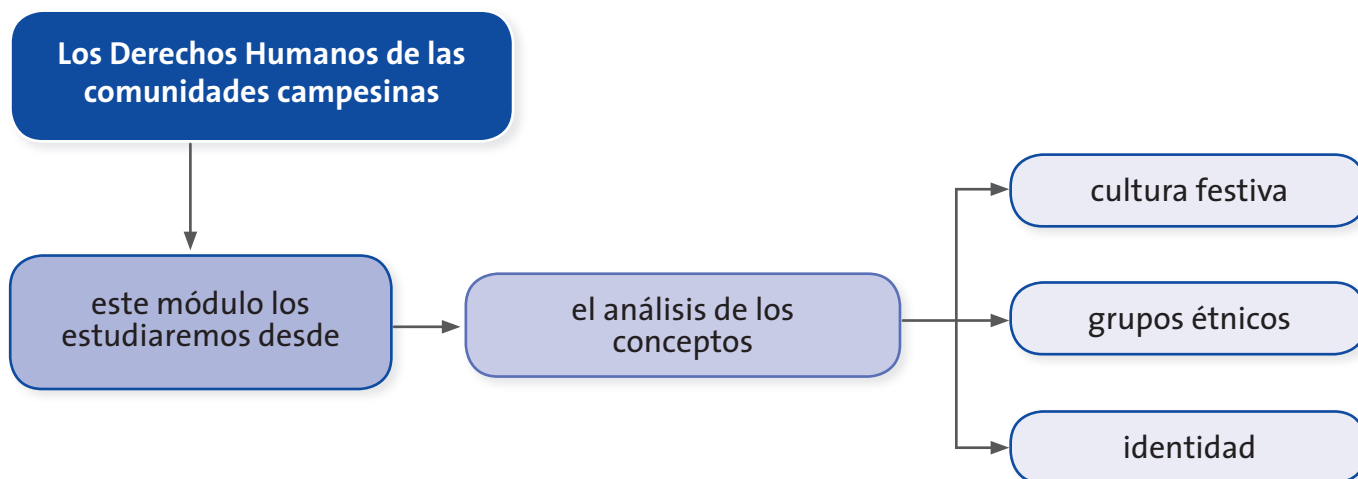 Los Derechos Humanos de las
comunidades campesinas
este módulo los
estudiaremos desde
el análisis de los
conceptos
cultura festiva
grupos étnicos
identidad